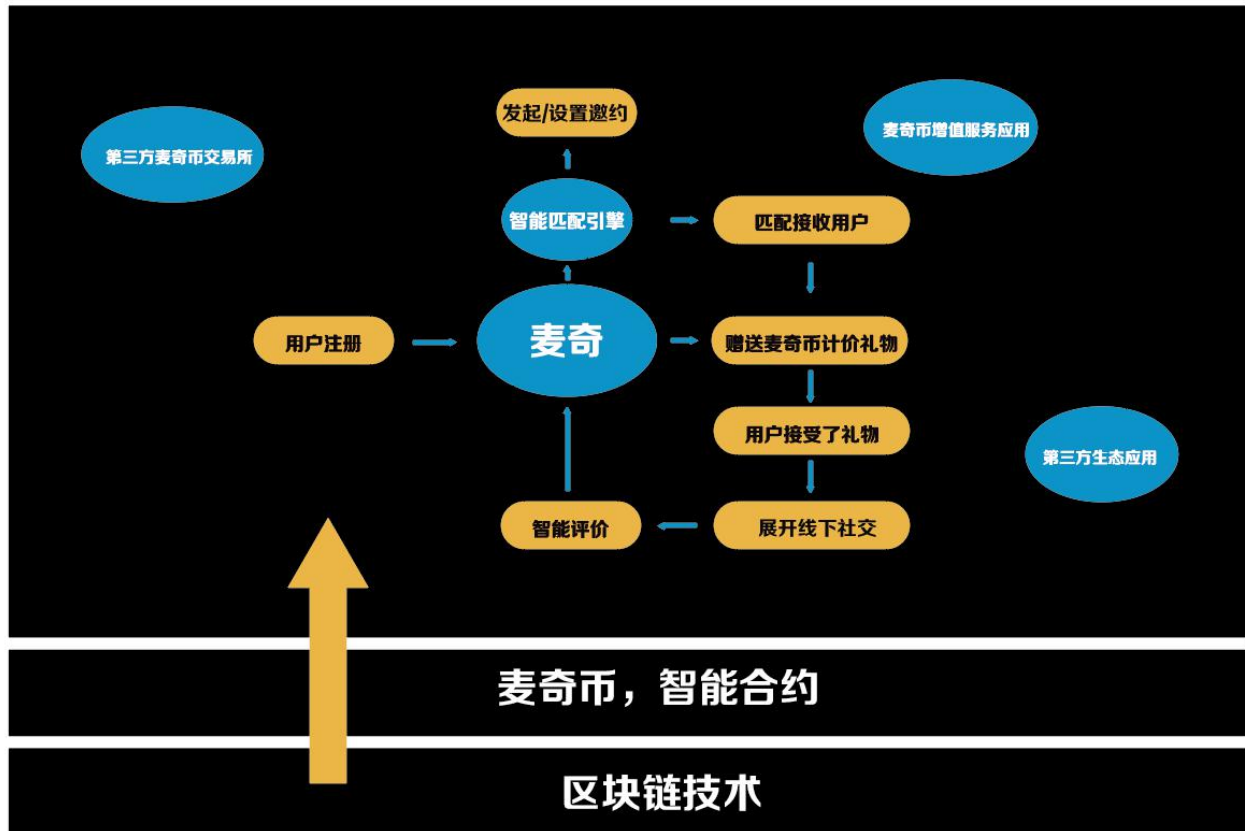 发起/设置邀约
麦奇币增值服务应用
第三方麦奇币交易所
智能匹配引擎
匹配接收用户
用户注册
麦奇
赠送麦奇币计价礼物
用户接受了礼物
第三方生态应用
智能评价
展开线下社交
麦奇币，智能合约
区块链技术